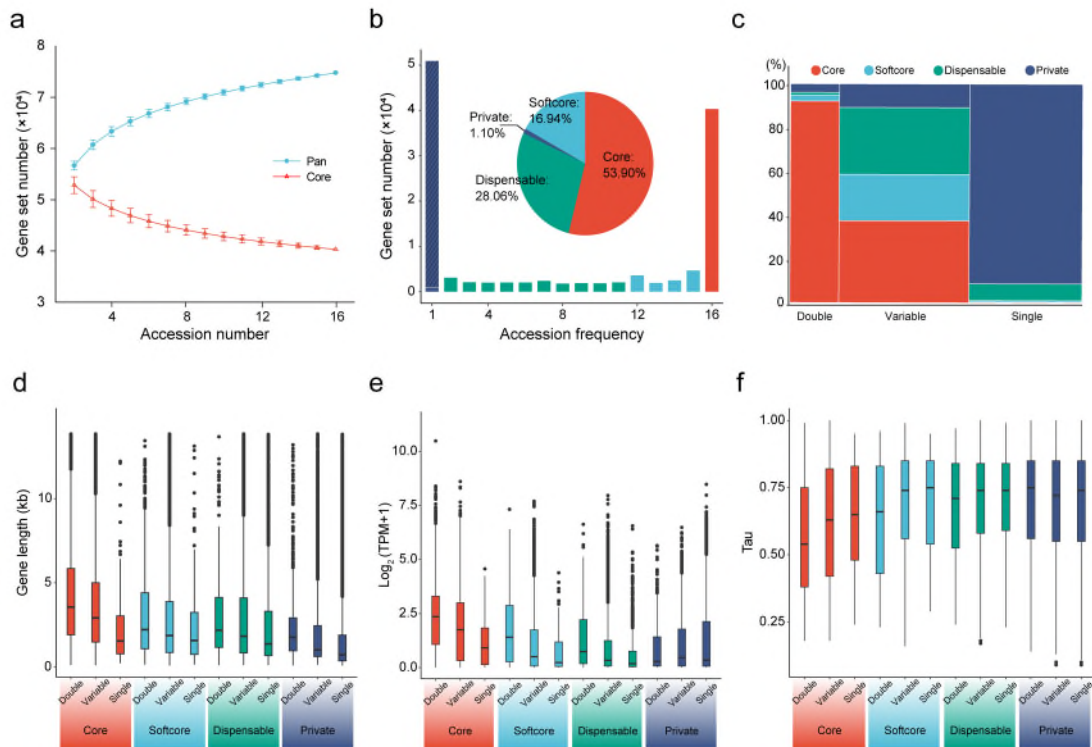 a
8
7
6
5
4
3
Gene set number (×10⁴)
Pan
Core
4
8
12
16
Accession number
b
5
4
3
2
1
0
Gene set number (×10⁴)
Softcore:
16.94%
Private:
1.10%
Core:
53.90%
Dispensable:
28.06%
1
4
8
12
16
Accession frequency
c
(%)
Core
Softcore
Dispensable
Private
100
80
60
40
20
0
Double
Variable
Single
d
10
5
0
Gene length (kb)
Double
Variable
Single
Double
Variable
Single
Double
Variable
Single
Double
Variable
Single
Core
Softcore
Dispensable
Private
e
10.0
7.5
5.0
2.5
0.0
Log₂(TPM+1)
Double
Variable
Single
Double
Variable
Single
Double
Variable
Single
Double
Variable
Single
Core
Softcore
Dispensable
Private
f
1.00
0.75
0.50
0.25
Tau
Double
Variable
Single
Double
Variable
Single
Double
Variable
Single
Double
Variable
Single
Core
Softcore
Dispensable
Private